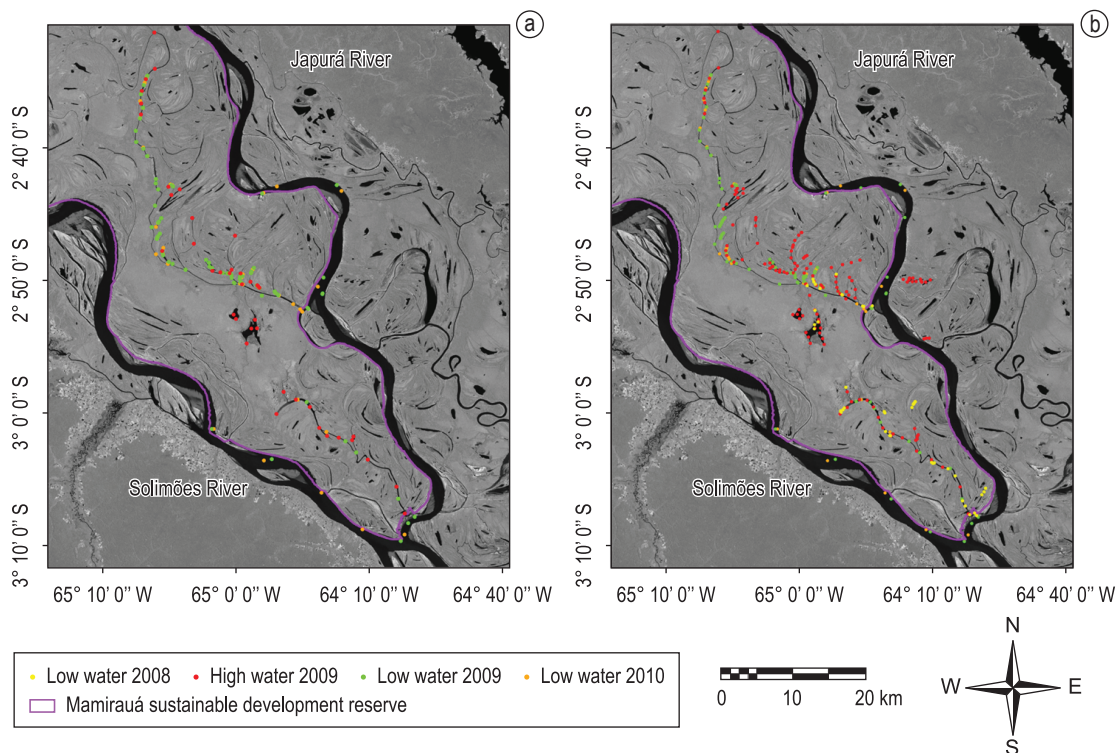 a
b
Japurá River
Japurá River
2° 40' 0" S
2° 50' 0" S
3° 0' 0" S
3° 10' 0" S
2° 40' 0" S
2° 50' 0" S
3° 0' 0" S
3° 10' 0" S
Solimões River
Solimões River
65° 10' 0" W
65° 0' 0" W
64° 10' 0" W
64° 40' 0" W
65° 10' 0" W
65° 0' 0" W
64° 10' 0" W
64° 40' 0" W
Low water 2008
High water 2009
Low water 2009
Low water 2010
Mamirauá sustainable development reserve
0 10 20 km
N
W E
S